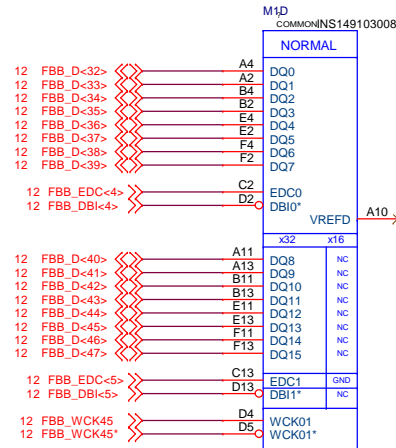 M1D
COMMON INS149103008
NORMAL
12 FBB_D<32> A4 DQ0
12 FBB_D<33> A2 DQ1
12 FBB_D<34> B4 DQ2
12 FBB_D<35> B2 DQ3
12 FBB_D<36> E4 DQ4
12 FBB_D<37> E2 DQ5
12 FBB_D<38> F4 DQ6
12 FBB_D<39> F2 DQ7
12 FBB_EDC<4> C2 EDC0
12 FBB_DBI<4> D2 DBI0*
VREFD A10
x32 x16
12 FBB_D<40> A11 DQ8 NC
12 FBB_D<41> A13 DQ9 NC
12 FBB_D<42> B11 DQ10 NC
12 FBB_D<43> B13 DQ11 NC
12 FBB_D<44> E11 DQ12 NC
12 FBB_D<45> E13 DQ13 NC
12 FBB_D<46> F11 DQ14 NC
12 FBB_D<47> F13 DQ15 NC
12 FBB_EDC<5> C13 EDC1 GND
12 FBB_DBI<5> D13 DBI1* NC
12 FBB_WCK45 D4 WCK01
12 FBB_WCK45* D5 WCK01*